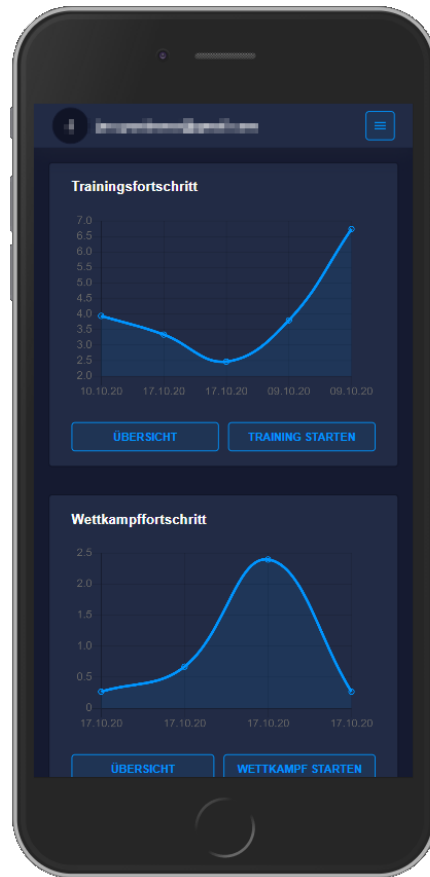 Trainingsfortschritt
7.0
6.5
6.0
5.5
5.0
4.5
4.0
3.5
3.0
2.5
2.0
10.10.20 17.10.20 17.10.20 09.10.20 09.10.20
ÜBERSICHT TRAINING STARTEN
Wettkampffortschritt
2.5
2.0
1.5
1.0
0.5
0
17.10.20 17.10.20 17.10.20 17.10.20
ÜBERSICHT WETTKAMPF STARTEN